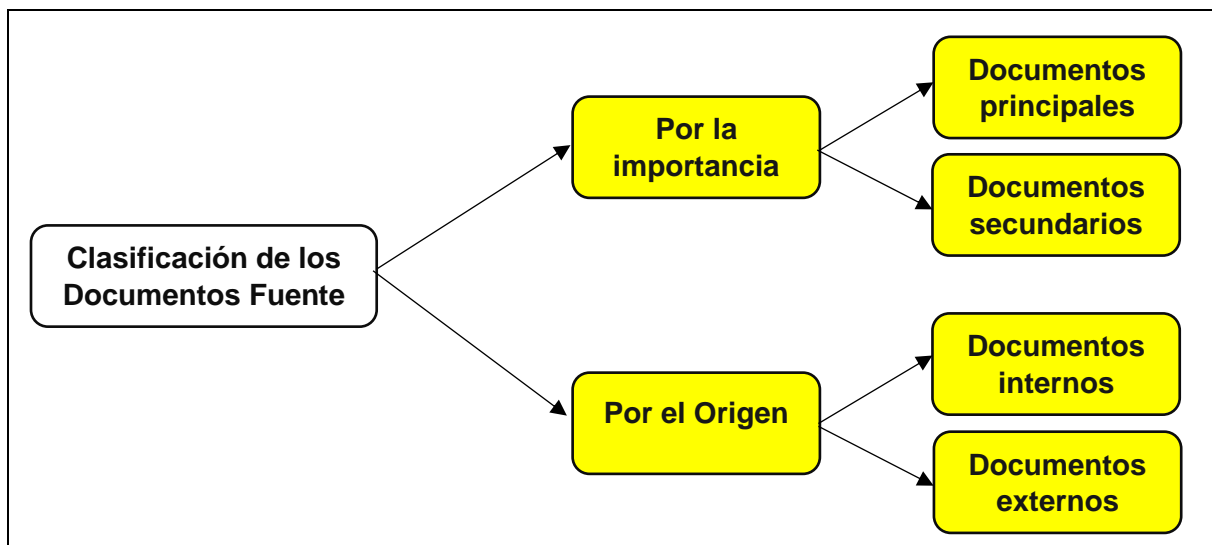 Clasificación de los
Documentos Fuente
Por la
importancia
Documentos
principales
Documentos
secundarios
Por el Origen
Documentos
internos
Documentos
externos